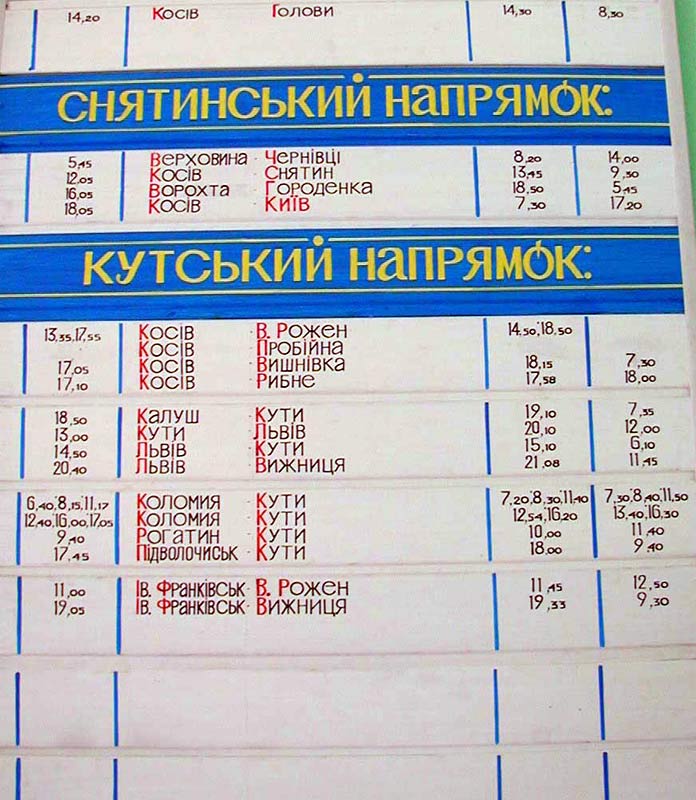 14,20 Косів Голови 14,30 8,30
СНЯТИНСЬКИЙ НАПРЯМОК:
5,45 Верховина - Чернівці 8,20 14,00
12,05 Косів - Снятин 13,45 9,30
16,05 Ворохта - Городенка 18,50 5,45
18,05 Косів - Київ 7,30 17,20
КУТСЬКИЙ НАПРЯМОК:
13,35,17,55 Косів - В. Рожен 14,50,18,50
Косів - Пробійна
17,05 Косів - Вишнівка 18,15 7,30
17,10 Косів - Рибне 17,58 18,00
18,50 Калуш - Кути 19,10 7,35
13,00 Кути - Львів 20,10 12,00
14,50 Львів - Кути 15,10 6,10
20,40 Львів - Вижниця 21,08 11,45
6,40,8,15,11,17 Коломия - Кути 7,20,8,30,11,40 7,30,8,40,11,50
12,40,16,00,17,05 Коломия - Кути 12,54,16,20 13,40,16,30
9,40 Рогатин - Кути 10,00 11,40
17,45 Підволочиськ - Кути 18,00 9,40
11,00 Ів. Франківськ - В. Рожен 11,45 12,50
19,05 Ів. Франківськ - Вижниця 19,33 9,30